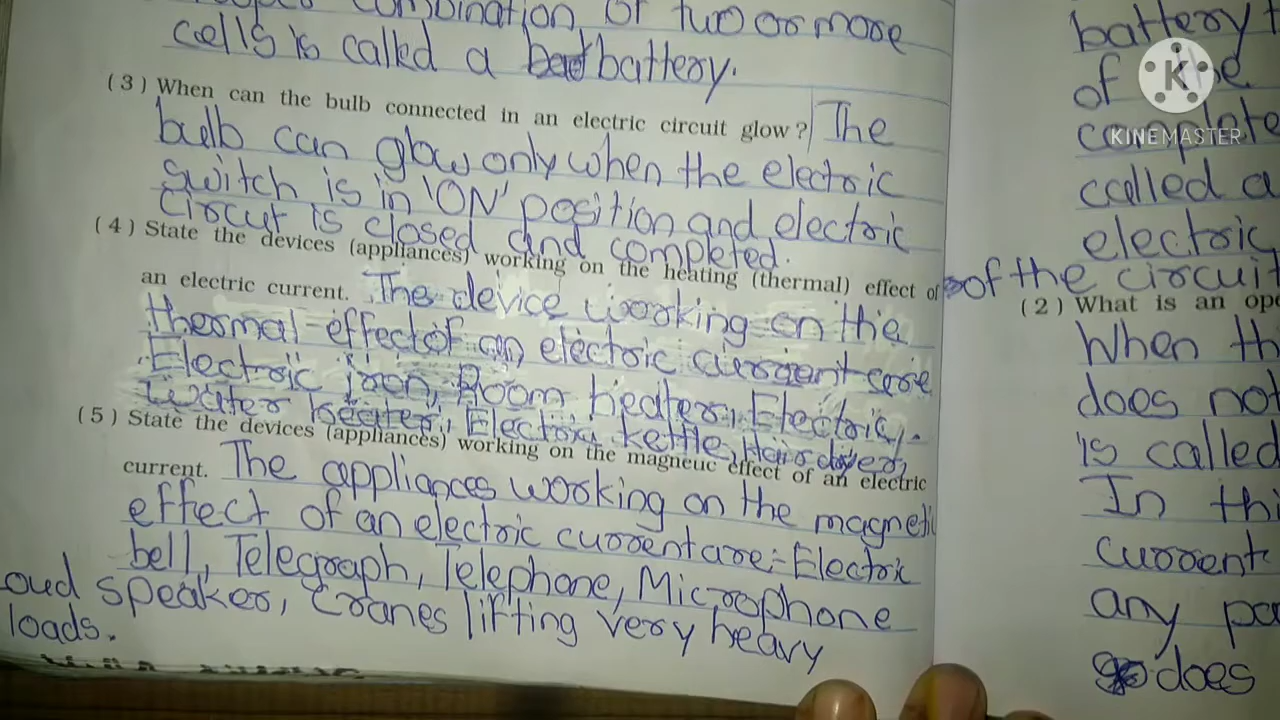 combination of two or more
cells is called a battery.
(3) When can the bulb connected in an electric circuit glow? The
bulb can glow only when the electric
switch is in 'ON' position and electric
circut is closed and completed.
(4) State the devices (appliances) working on the heating (thermal) effect of
an electric current. The device working on the
thermal effect of an electric current are
Electric iron, Room heater, Electric
water heater, Electric kettle, Hair dryer,
(5) State the devices (appliances) working on the magnetic effect of an electric
current. The appliances working on the magnetic
effect of an electric current are:- Electric
bell, Telegraph, Telephone, Microphone
oud speaker, Cranes lifting very heavy
loads.
battery
of the
complete
called a
electric
of the circuit
(2) What is an ope
When th
does not
is called
In thi
current
any pa
does
KINEMASTER